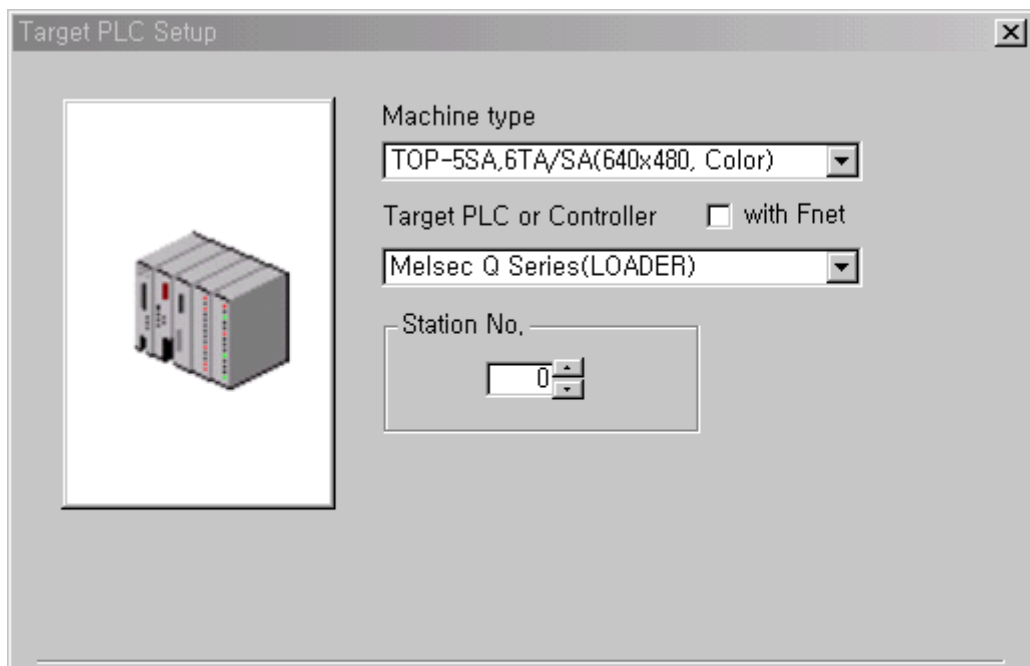 Target PLC Setup
Machine type
TOP-5SA,6TA/SA(640x480, Color)
Target PLC or Controller with Fnet
Melsec Q Series(LOADER)
Station No.
0